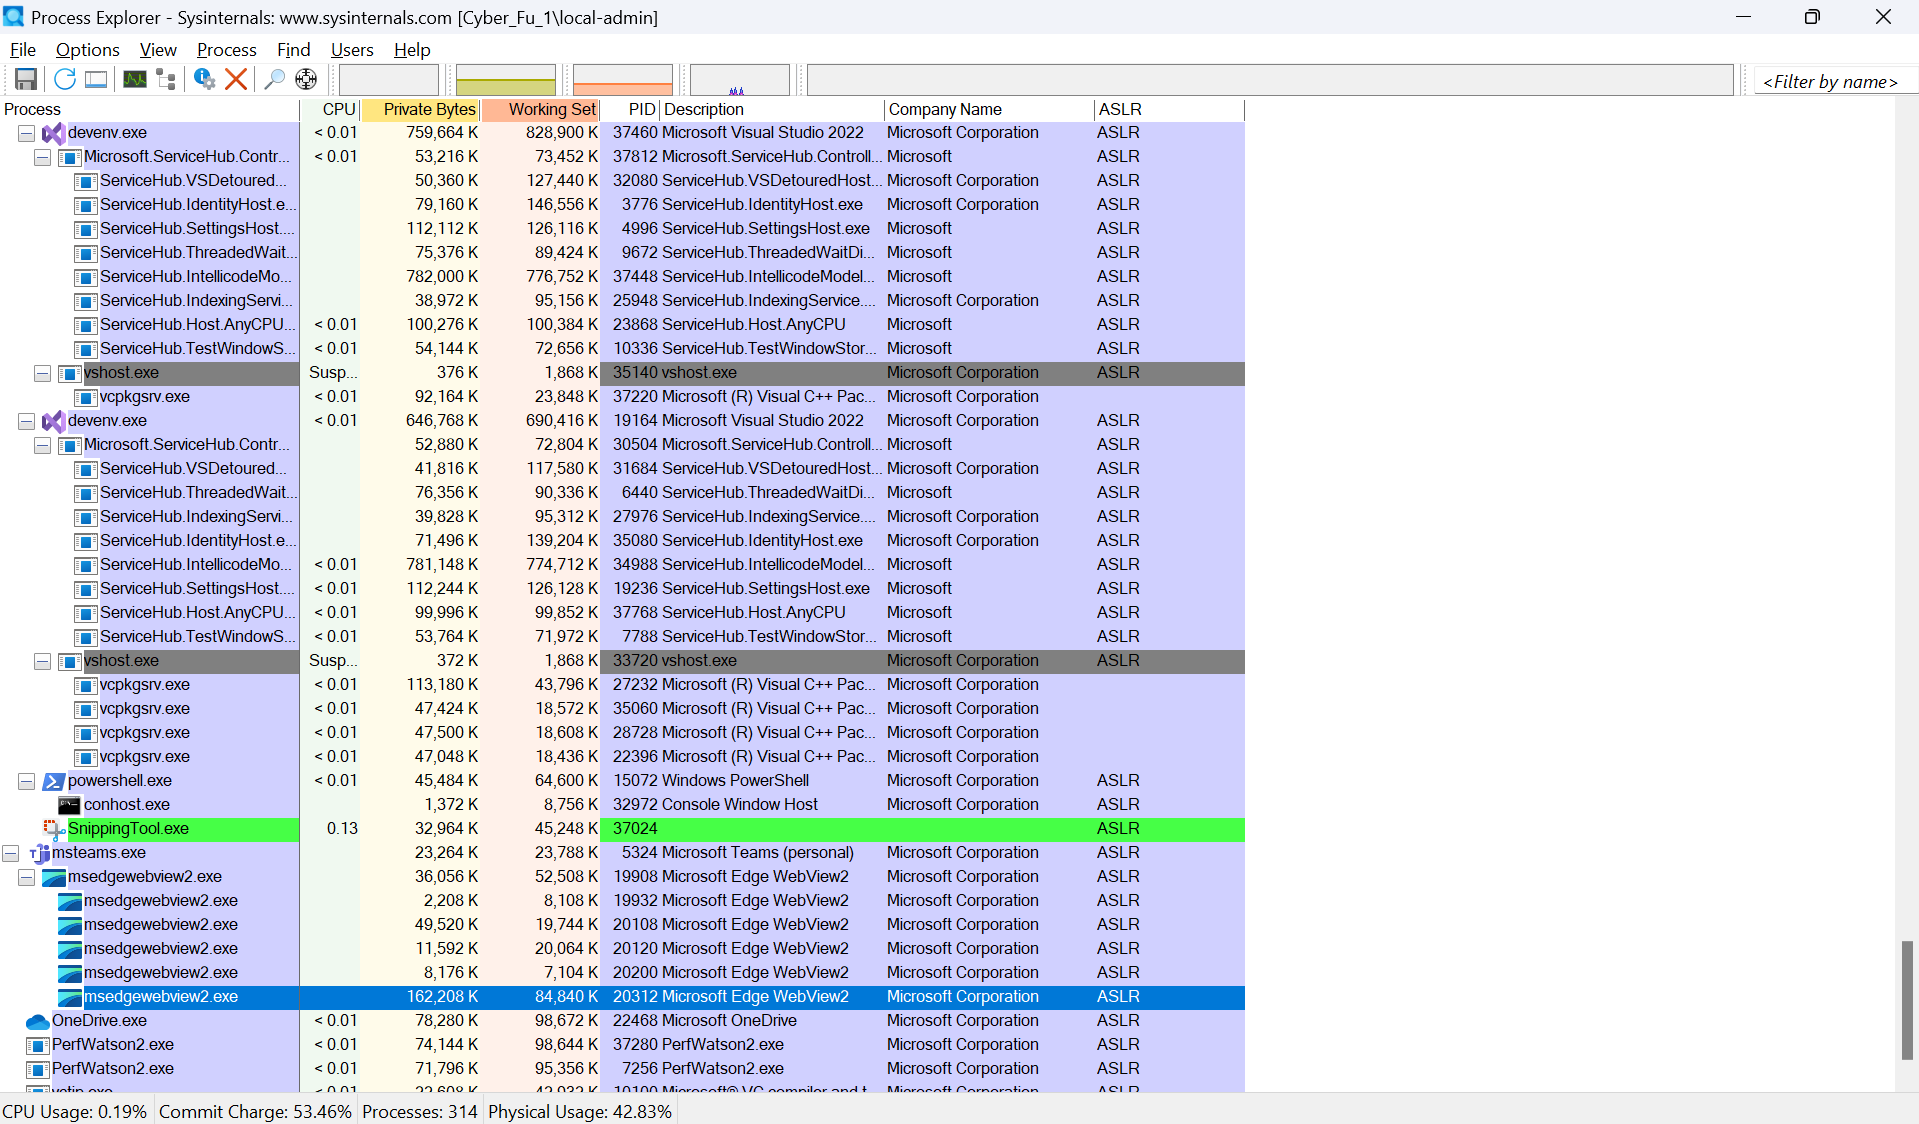 Process Explorer - Sysinternals: www.sysinternals.com [Cyber_Fu_1\local-admin]
File Options View Process Find Users Help
<Filter by name>
Process CPU Private Bytes Working Set PID Description Company Name ASLR
devenv.exe < 0.01 759,664 K 828,900 K 37460 Microsoft Visual Studio 2022 Microsoft Corporation ASLR
Microsoft.ServiceHub.Contr... < 0.01 53,216 K 73,452 K 37812 Microsoft.ServiceHub.Controll... Microsoft ASLR
ServiceHub.VSDetoured... 50,360 K 127,440 K 32080 ServiceHub.VSDetouredHost... Microsoft Corporation ASLR
ServiceHub.IdentityHost.e... 79,160 K 146,556 K 3776 ServiceHub.IdentityHost.exe Microsoft Corporation ASLR
ServiceHub.SettingsHost.... 112,112 K 126,116 K 4996 ServiceHub.SettingsHost.exe Microsoft ASLR
ServiceHub.ThreadedWait... 75,376 K 89,424 K 9672 ServiceHub.ThreadedWaitDi... Microsoft ASLR
ServiceHub.IntellicodeMo... 782,000 K 776,752 K 37448 ServiceHub.IntellicodeModel... Microsoft ASLR
ServiceHub.IndexingServi... 38,972 K 95,156 K 25948 ServiceHub.IndexingService.... Microsoft Corporation ASLR
ServiceHub.Host.AnyCPU... < 0.01 100,276 K 100,384 K 23868 ServiceHub.Host.AnyCPU Microsoft ASLR
ServiceHub.TestWindowS... < 0.01 54,144 K 72,656 K 10336 ServiceHub.TestWindowStor... Microsoft ASLR
vshost.exe Susp... 376 K 1,868 K 35140 vshost.exe Microsoft Corporation ASLR
vcpkgsrv.exe < 0.01 92,164 K 23,848 K 37220 Microsoft (R) Visual C++ Pac... Microsoft Corporation
devenv.exe < 0.01 646,768 K 690,416 K 19164 Microsoft Visual Studio 2022 Microsoft Corporation ASLR
Microsoft.ServiceHub.Contr... 52,880 K 72,804 K 30504 Microsoft.ServiceHub.Controll... Microsoft ASLR
ServiceHub.VSDetoured... 41,816 K 117,580 K 31684 ServiceHub.VSDetouredHost... Microsoft Corporation ASLR
ServiceHub.ThreadedWait... 76,356 K 90,336 K 6440 ServiceHub.ThreadedWaitDi... Microsoft ASLR
ServiceHub.IndexingServi... 39,828 K 95,312 K 27976 ServiceHub.IndexingService.... Microsoft Corporation ASLR
ServiceHub.IdentityHost.e... 71,496 K 139,204 K 35080 ServiceHub.IdentityHost.exe Microsoft Corporation ASLR
ServiceHub.IntellicodeMo... < 0.01 781,148 K 774,712 K 34988 ServiceHub.IntellicodeModel... Microsoft ASLR
ServiceHub.SettingsHost.... < 0.01 112,244 K 126,128 K 19236 ServiceHub.SettingsHost.exe Microsoft ASLR
ServiceHub.Host.AnyCPU... < 0.01 99,996 K 99,852 K 37768 ServiceHub.Host.AnyCPU Microsoft ASLR
ServiceHub.TestWindowS... < 0.01 53,764 K 71,972 K 7788 ServiceHub.TestWindowStor... Microsoft ASLR
vshost.exe Susp... 372 K 1,868 K 33720 vshost.exe Microsoft Corporation ASLR
vcpkgsrv.exe < 0.01 113,180 K 43,796 K 27232 Microsoft (R) Visual C++ Pac... Microsoft Corporation
vcpkgsrv.exe < 0.01 47,424 K 18,572 K 35060 Microsoft (R) Visual C++ Pac... Microsoft Corporation
vcpkgsrv.exe < 0.01 47,500 K 18,608 K 28728 Microsoft (R) Visual C++ Pac... Microsoft Corporation
vcpkgsrv.exe < 0.01 47,048 K 18,436 K 22396 Microsoft (R) Visual C++ Pac... Microsoft Corporation
powershell.exe < 0.01 45,484 K 64,600 K 15072 Windows PowerShell Microsoft Corporation ASLR
conhost.exe 1,372 K 8,756 K 32972 Console Window Host Microsoft Corporation ASLR
SnippingTool.exe 0.13 32,964 K 45,248 K 37024 ASLR
msteams.exe 23,264 K 23,788 K 5324 Microsoft Teams (personal) Microsoft Corporation ASLR
msedgewebview2.exe 36,056 K 52,508 K 19908 Microsoft Edge WebView2 Microsoft Corporation ASLR
msedgewebview2.exe 2,208 K 8,108 K 19932 Microsoft Edge WebView2 Microsoft Corporation ASLR
msedgewebview2.exe 49,520 K 19,744 K 20108 Microsoft Edge WebView2 Microsoft Corporation ASLR
msedgewebview2.exe 11,592 K 20,064 K 20120 Microsoft Edge WebView2 Microsoft Corporation ASLR
msedgewebview2.exe 8,176 K 7,104 K 20200 Microsoft Edge WebView2 Microsoft Corporation ASLR
msedgewebview2.exe 162,208 K 84,840 K 20312 Microsoft Edge WebView2 Microsoft Corporation ASLR
OneDrive.exe < 0.01 78,280 K 98,672 K 22468 Microsoft OneDrive Microsoft Corporation ASLR
PerfWatson2.exe < 0.01 74,144 K 98,644 K 37280 PerfWatson2.exe Microsoft Corporation ASLR
PerfWatson2.exe < 0.01 71,796 K 95,356 K 7256 PerfWatson2.exe Microsoft Corporation ASLR
CPU Usage: 0.19% Commit Charge: 53.46% Processes: 314 Physical Usage: 42.83%